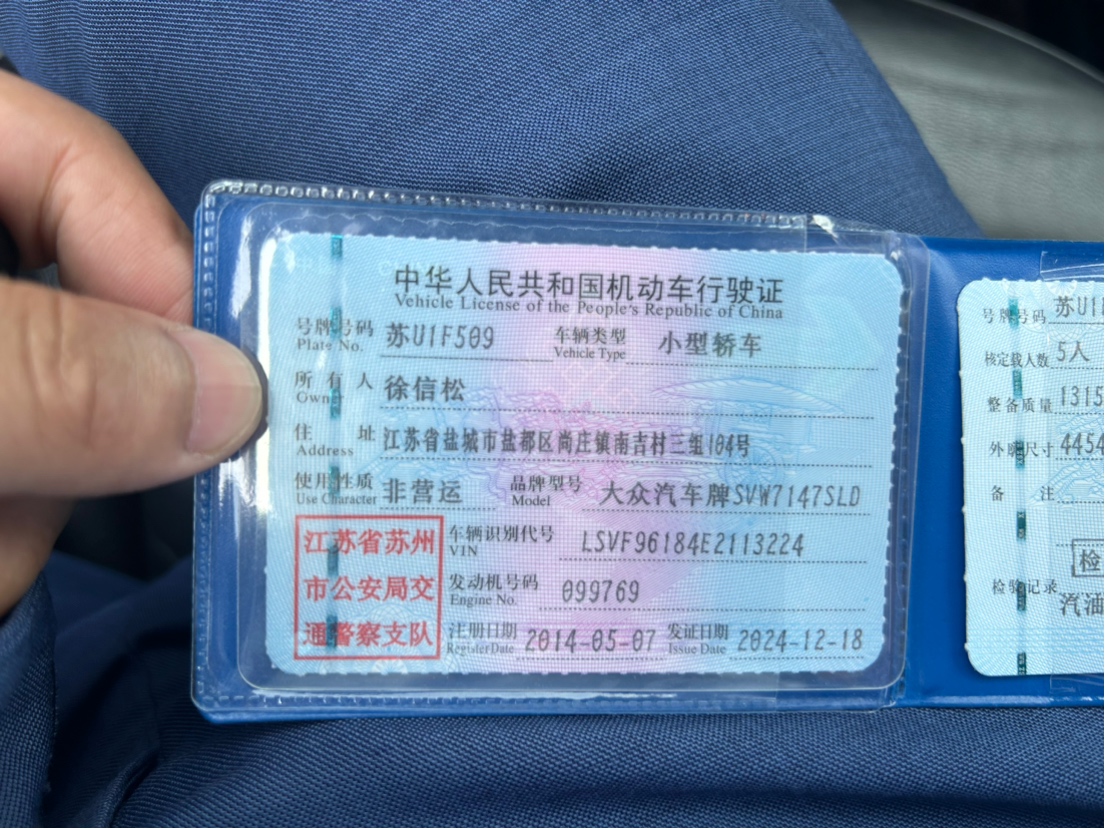 中华人民共和国机动车行驶证
Vehicle License of the People's Republic of China
号牌号码 苏U1F509 车辆类型 小型轿车
Plate No. Vehicle Type
所有人 徐信松
Owner
住址 江苏省盐城市盐都区尚庄镇南吉村三组104号
Address
使用性质 非营运 品牌型号 大众汽车牌SVW7147SLD
Use Character Model
江苏省苏州
市公安局交
通警察支队
车辆识别代号 LSVF96184E2113224
VIN
发动机号码 099769
Engine No.
注册日期 2014-05-07 发证日期 2024-12-18
Register Date Issue Date
号牌号码 苏U1
核定载人数 5人
整备质量 1315
外廓尺寸 4454
备注
检验记录
检
汽油